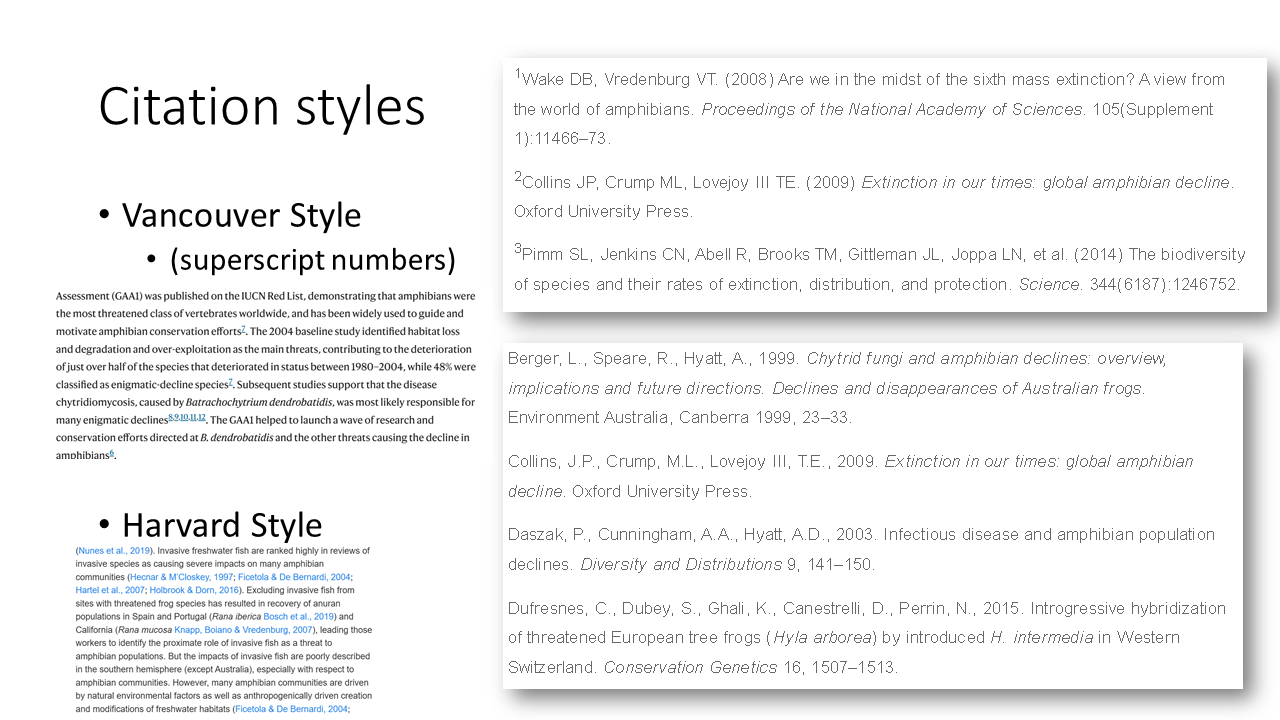 Citation styles
• Vancouver Style
• (superscript numbers)
Assessment (GAA1) was published on the IUCN Red List, demonstrating that amphibians were
the most threatened class of vertebrates worldwide, and has been widely used to guide and
motivate amphibian conservation efforts7. The 2004 baseline study identified habitat loss
and degradation and over-exploitation as the main threats, contributing to the deterioration
of just over half of the species that deteriorated in status between 1980–2004, while 48% were
classified as enigmatic-decline species7. Subsequent studies support that the disease
chytridiomycosis, caused by Batrachochytrium dendrobatidis, was most likely responsible for
many enigmatic declines8,9,10,11,12. The GAA1 helped to launch a wave of research and
conservation efforts directed at B. dendrobatidis and the other threats causing the decline in
amphibians6.
• Harvard Style
(Nunes et al., 2019). Invasive freshwater fish are ranked highly in reviews of
invasive species as causing severe impacts on many amphibian
communities (Hecnar & M'Closkey, 1997; Ficetola & De Bernardi, 2004;
Hartel et al., 2007; Holbrook & Dorn, 2016). Excluding invasive fish from
sites with threatened frog species has resulted in recovery of anuran
populations in Spain and Portugal (Rana iberica Bosch et al., 2019) and
California (Rana mucosa Knapp, Boiano & Vredenburg, 2007), leading those
workers to identify the proximate role of invasive fish as a threat to
amphibian populations. But the impacts of invasive fish are poorly described
in the southern hemisphere (except Australia), especially with respect to
amphibian communities. However, many amphibian communities are driven
by natural environmental factors as well as anthropogenically driven creation
and modifications of freshwater habitats (Ficetola & De Bernardi, 2004;
1Wake DB, Vredenburg VT. (2008) Are we in the midst of the sixth mass extinction? A view from
the world of amphibians. Proceedings of the National Academy of Sciences. 105(Supplement
1):11466–73.
2Collins JP, Crump ML, Lovejoy III TE. (2009) Extinction in our times: global amphibian decline.
Oxford University Press.
3Pimm SL, Jenkins CN, Abell R, Brooks TM, Gittleman JL, Joppa LN, et al. (2014) The biodiversity
of species and their rates of extinction, distribution, and protection. Science. 344(6187):1246752.
Berger, L., Speare, R., Hyatt, A., 1999. Chytrid fungi and amphibian declines: overview,
implications and future directions. Declines and disappearances of Australian frogs.
Environment Australia, Canberra 1999, 23–33.
Collins, J.P., Crump, M.L., Lovejoy III, T.E., 2009. Extinction in our times: global amphibian
decline. Oxford University Press.
Daszak, P., Cunningham, A.A., Hyatt, A.D., 2003. Infectious disease and amphibian population
declines. Diversity and Distributions 9, 141–150.
Dufresnes, C., Dubey, S., Ghali, K., Canestrelli, D., Perrin, N., 2015. Introgressive hybridization
of threatened European tree frogs (Hyla arborea) by introduced H. intermedia in Western
Switzerland. Conservation Genetics 16, 1507–1513.